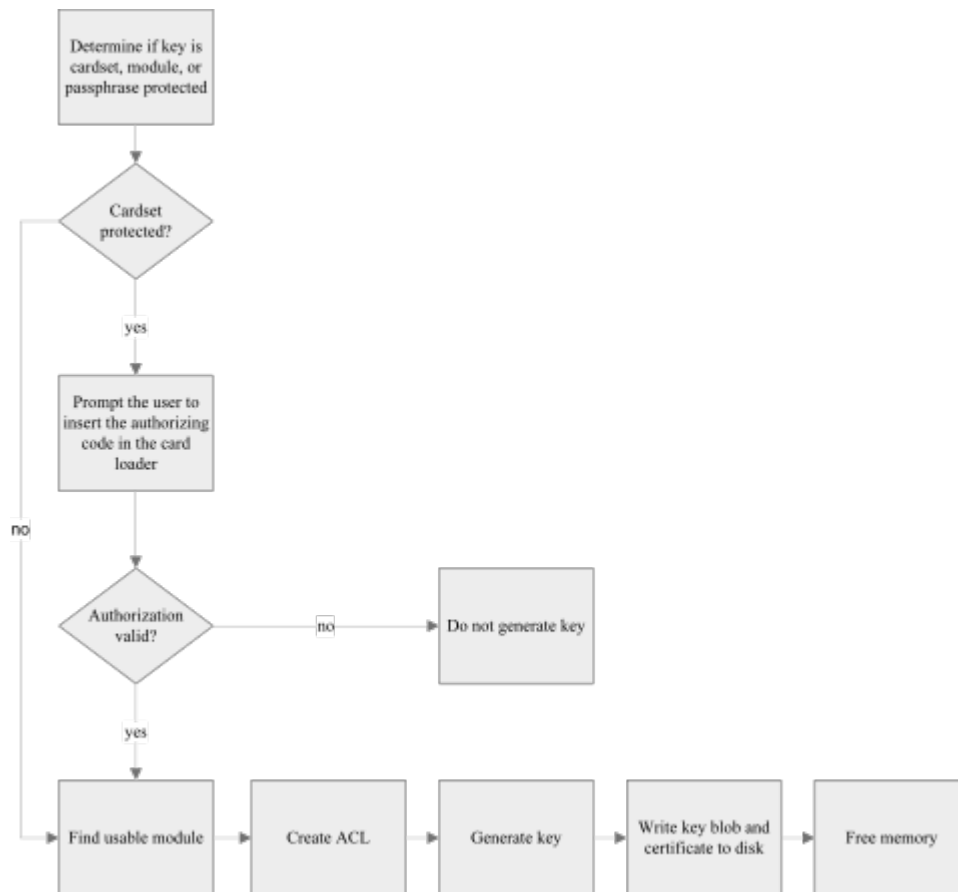 Determine if key is
cardset, module, or
passphrase protected
Cardset
protected?
yes
Prompt the user to
insert the authorizing
code in the card
loader
no
Authorization
valid?
no
Do not generate key
yes
Find usable module
Create ACL
Generate key
Write key blob and
certificate to disk
Free memory